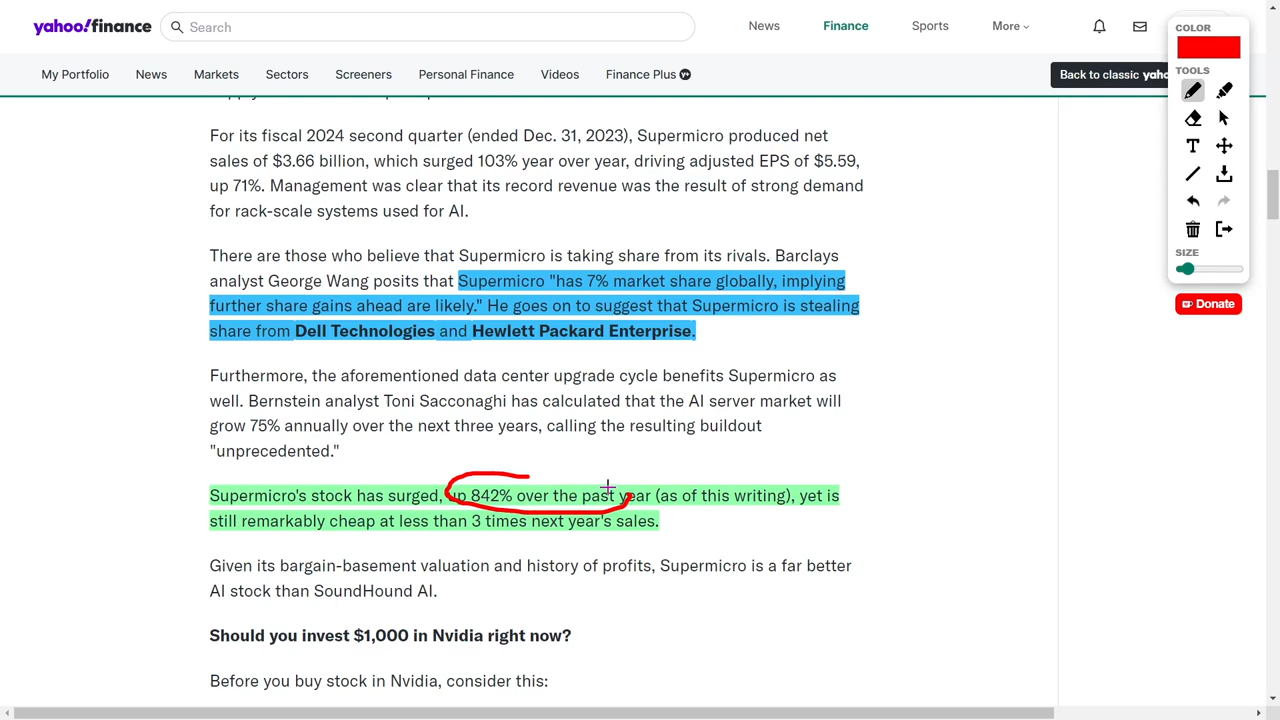 yahoo!finance
Search
News
Finance
Sports
More
My Portfolio
News
Markets
Sectors
Screeners
Personal Finance
Videos
Finance Plus
Back to classic yaho
COLOR
TOOLS
SIZE
Donate
For its fiscal 2024 second quarter (ended Dec. 31, 2023), Supermicro produced net
sales of $3.66 billion, which surged 103% year over year, driving adjusted EPS of $5.59,
up 71%. Management was clear that its record revenue was the result of strong demand
for rack-scale systems used for AI.
There are those who believe that Supermicro is taking share from its rivals. Barclays
analyst George Wang posits that Supermicro "has 7% market share globally, implying
further share gains ahead are likely." He goes on to suggest that Supermicro is stealing
share from Dell Technologies and Hewlett Packard Enterprise.
Furthermore, the aforementioned data center upgrade cycle benefits Supermicro as
well. Bernstein analyst Toni Sacconaghi has calculated that the AI server market will
grow 75% annually over the next three years, calling the resulting buildout
"unprecedented."
Supermicro's stock has surged, up 842% over the past year (as of this writing), yet is
still remarkably cheap at less than 3 times next year's sales.
Given its bargain-basement valuation and history of profits, Supermicro is a far better
AI stock than SoundHound AI.
Should you invest $1,000 in Nvidia right now?
Before you buy stock in Nvidia, consider this: